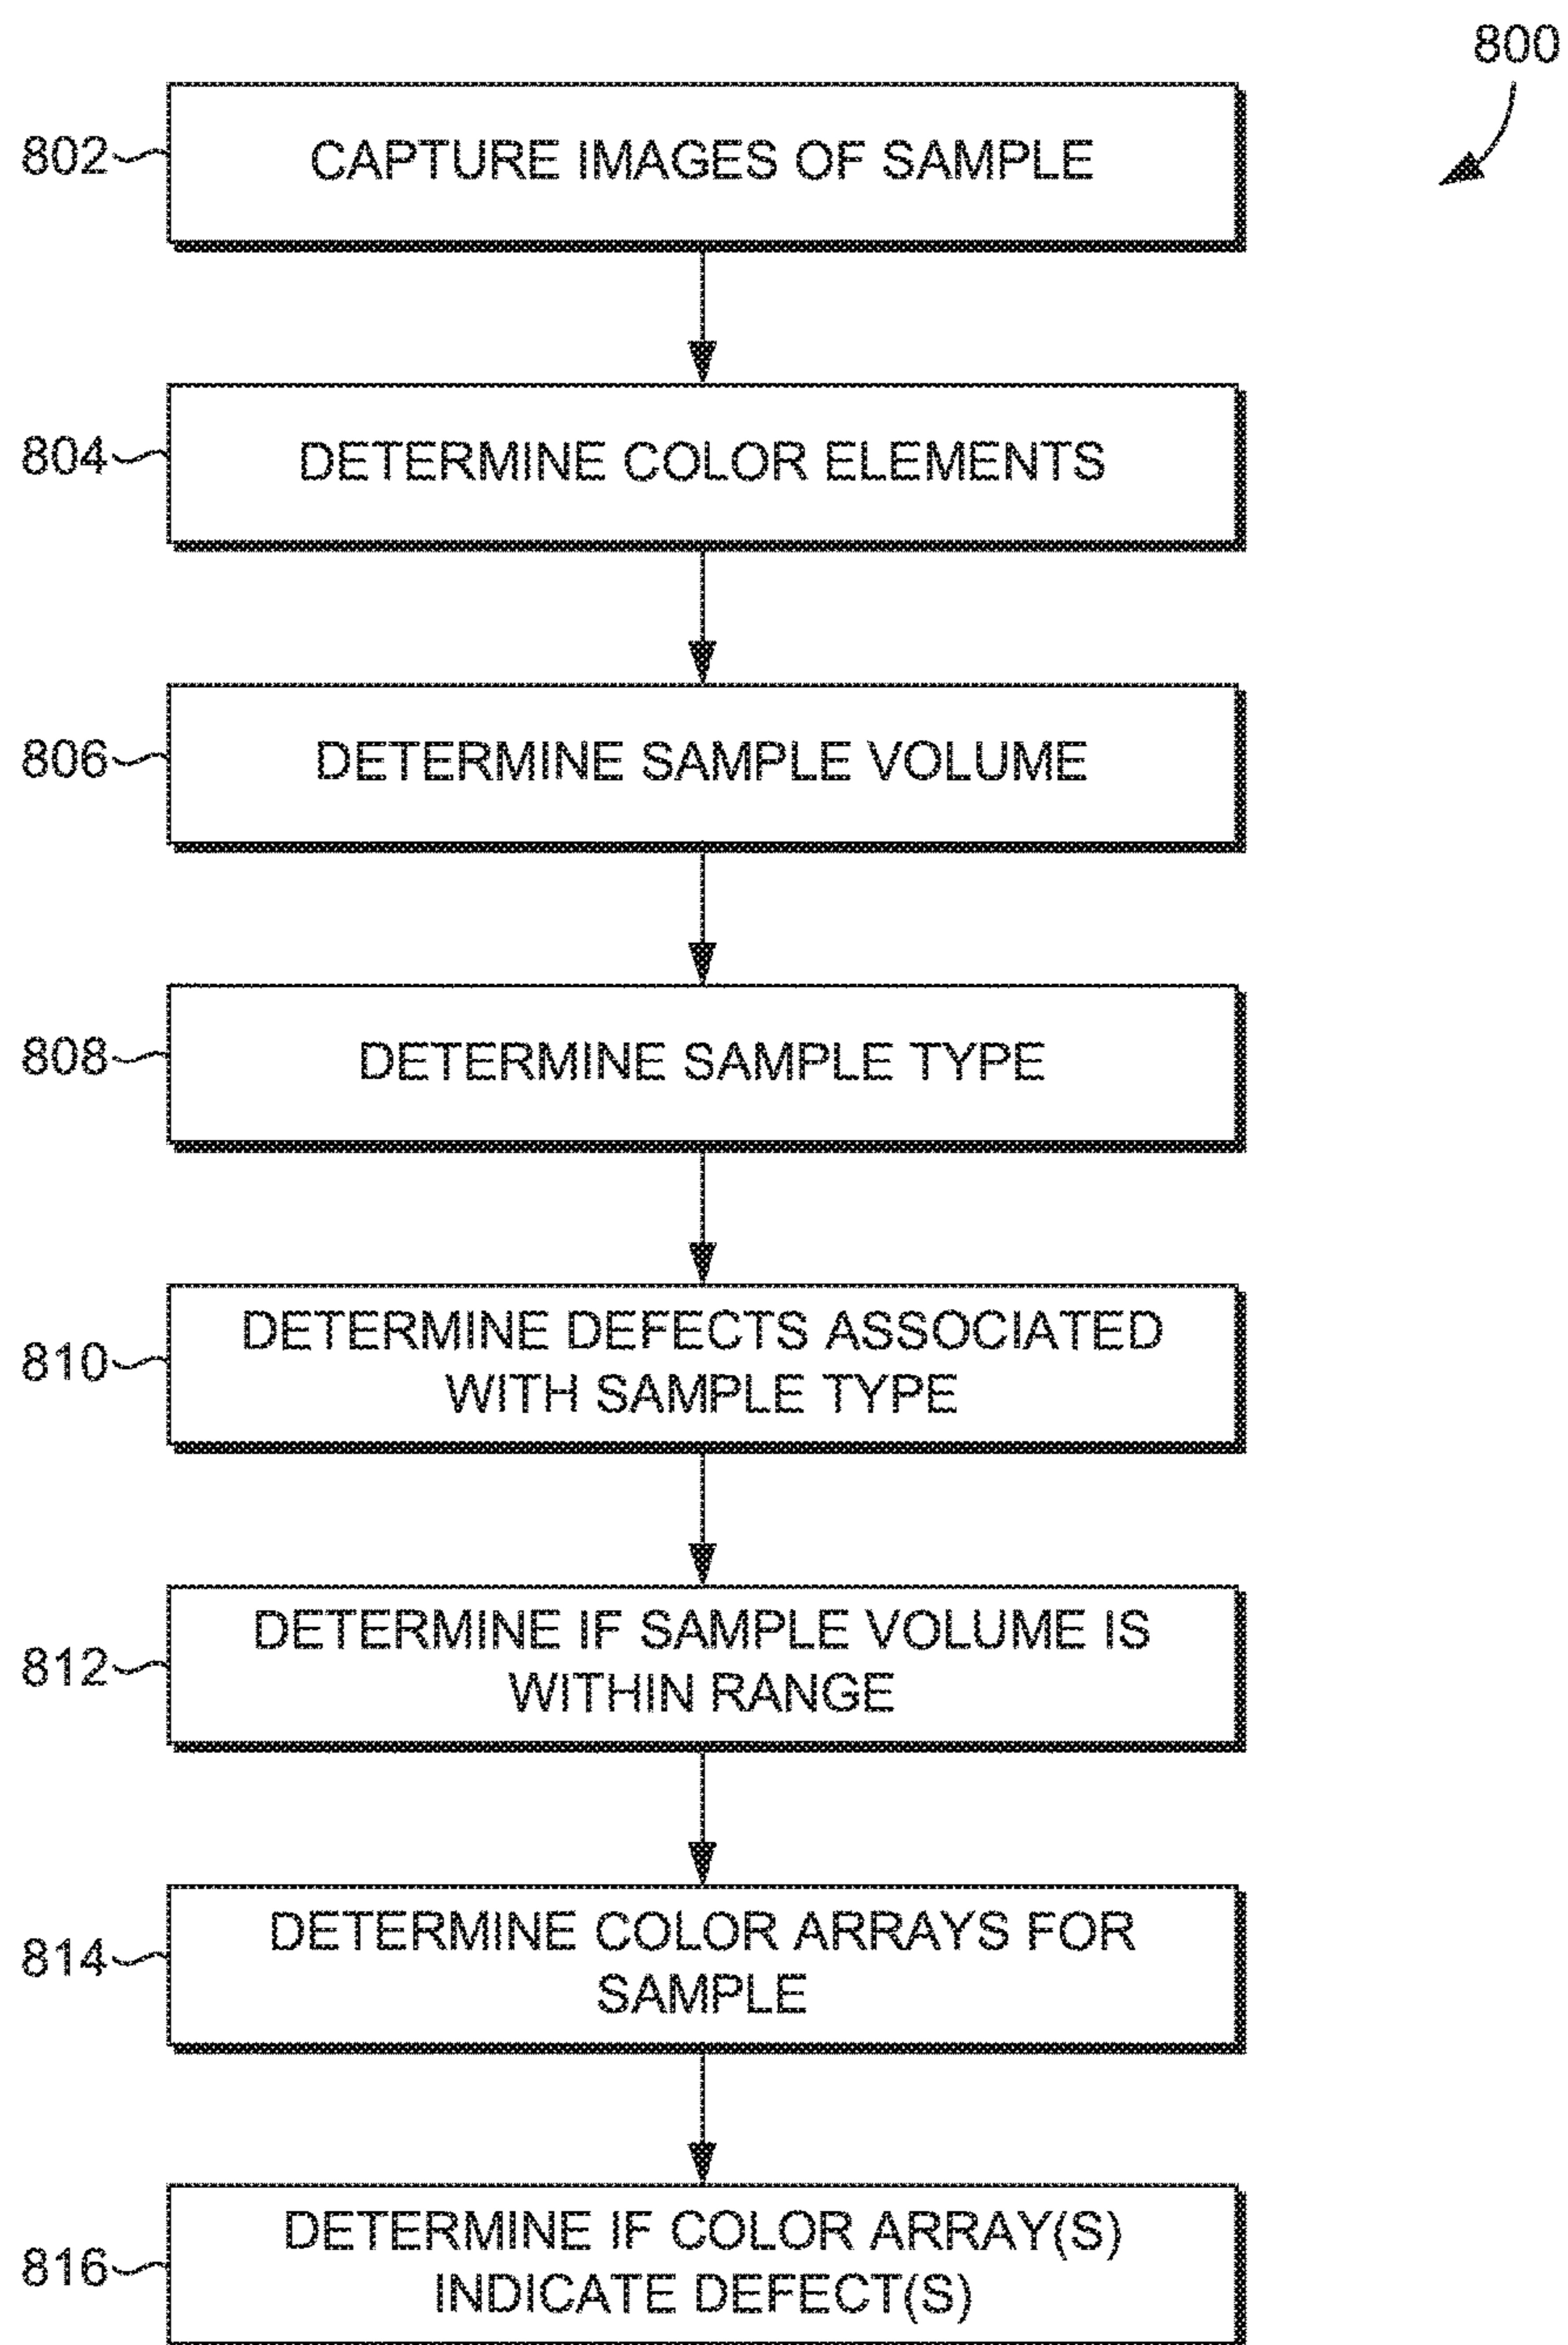 800
802
CAPTURE IMAGES OF SAMPLE
804
DETERMINE COLOR ELEMENTS
806
DETERMINE SAMPLE VOLUME
808
DETERMINE SAMPLE TYPE
810
DETERMINE DEFECTS ASSOCIATED
WITH SAMPLE TYPE
812
DETERMINE IF SAMPLE VOLUME IS
WITHIN RANGE
814
DETERMINE COLOR ARRAYS FOR
SAMPLE
816
DETERMINE IF COLOR ARRAY(S)
INDICATE DEFECT(S)